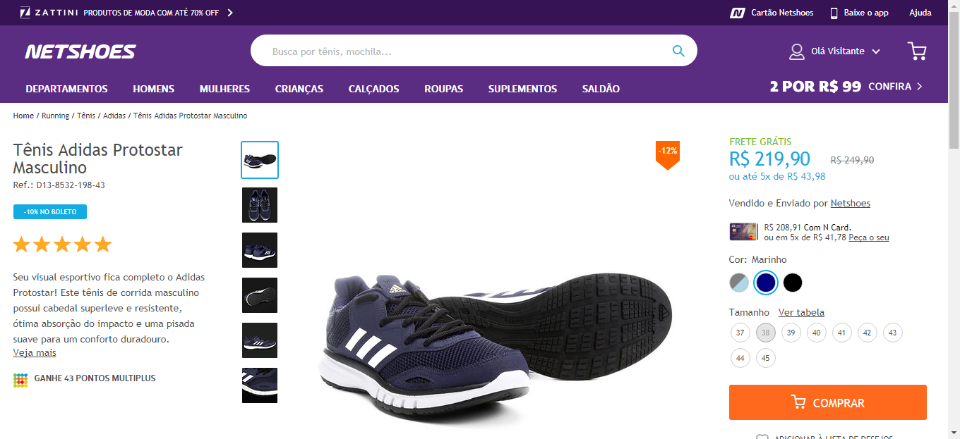 ZATTINI PRODUTOS DE MODA COM ATÉ 70% OFF
Cartão Netshoes
Baixe o app
Ajuda
NETSHOES
Busca por tênis, mochila...
Olá Visitante
DEPARTAMENTOS HOMENS MULHERES CRIANÇAS CALÇADOS ROUPAS SUPLEMENTOS SALDÃO
2 POR R$ 99 CONFIRA
Home / Running / Tênis / Adidas / Tênis Adidas Protostar Masculino
Tênis Adidas Protostar
Masculino
Ref.: D13-8532-198-43
-10% NO BOLETO
Seu visual esportivo fica completo o Adidas
Protostar! Este tênis de corrida masculino
possui cabedal superleve e resistente,
ótima absorção do impacto e uma pisada
suave para um conforto duradouro.
Veja mais
GANHE 43 PONTOS MULTIPLUS
-12%
FRETE GRÁTIS
R$ 219,90 R$ 249,90
ou até 5x de R$ 43,98
Vendido e Enviado por Netshoes
R$ 208,91 Com N Card.
ou em 5x de R$ 41,78 Peça o seu
Cor: Marinho
Tamanho Ver tabela
37 38 39 40 41 42 43
44 45
COMPRAR
ADICIONAR À LISTA DE DESEJOS